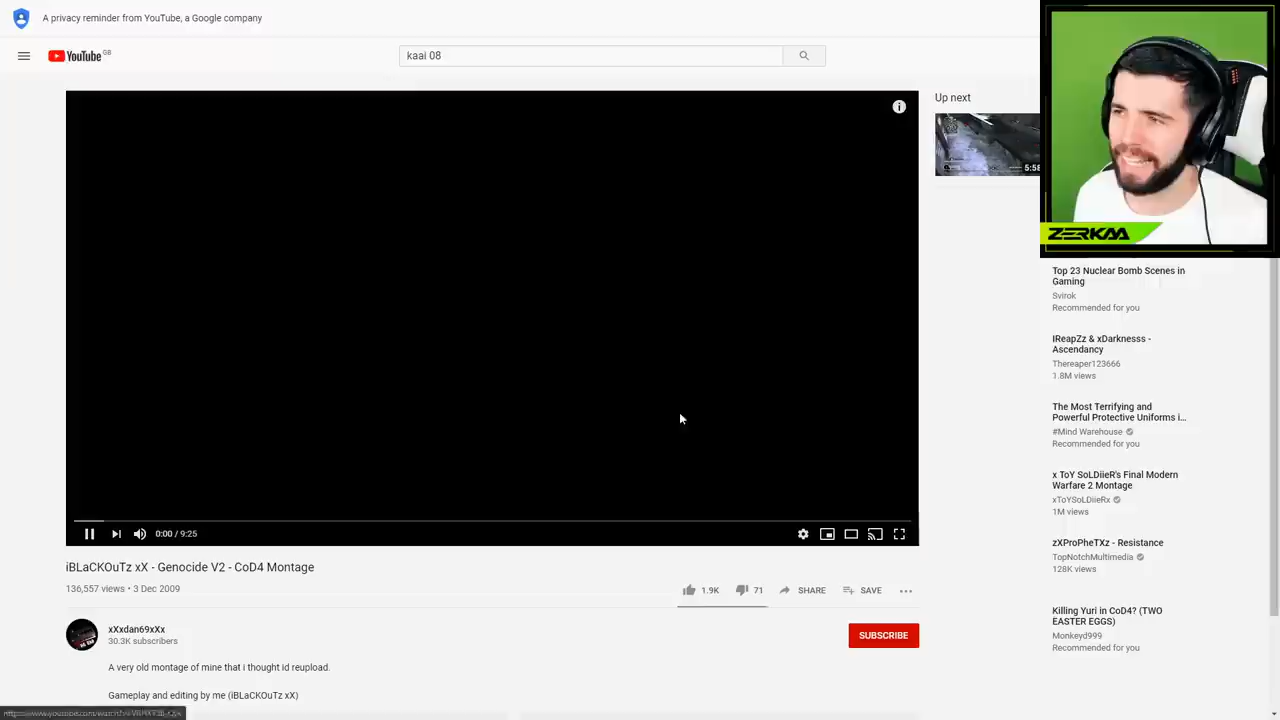 A privacy reminder from YouTube, a Google company
YouTube GB
kaai 08
Up next
5:58
ZERKAA
Top 23 Nuclear Bomb Scenes in
Gaming
Svirok
Recommended for you
IReapZz & xDarknesss -
Ascendancy
Thereaper123666
1.8M views
The Most Terrifying and
Powerful Protective Uniforms i...
#Mind Warehouse
Recommended for you
x ToY SoLDiieR's Final Modern
Warfare 2 Montage
xToYSoLDiieRx
1M views
zXProPheTXz - Resistance
TopNotchMultimedia
128K views
Killing Yuri in CoD4? (TWO
EASTER EGGS)
Monkeyd999
Recommended for you
0:00 / 9:25
iBLaCKOuTz xX - Genocide V2 - CoD4 Montage
136,557 views • 3 Dec 2009
1.9K 71 SHARE SAVE
xXxdan69xXx
30.3K subscribers
SUBSCRIBE
A very old montage of mine that i thought id reupload.
Gameplay and editing by me (iBLaCKOuTz xX)